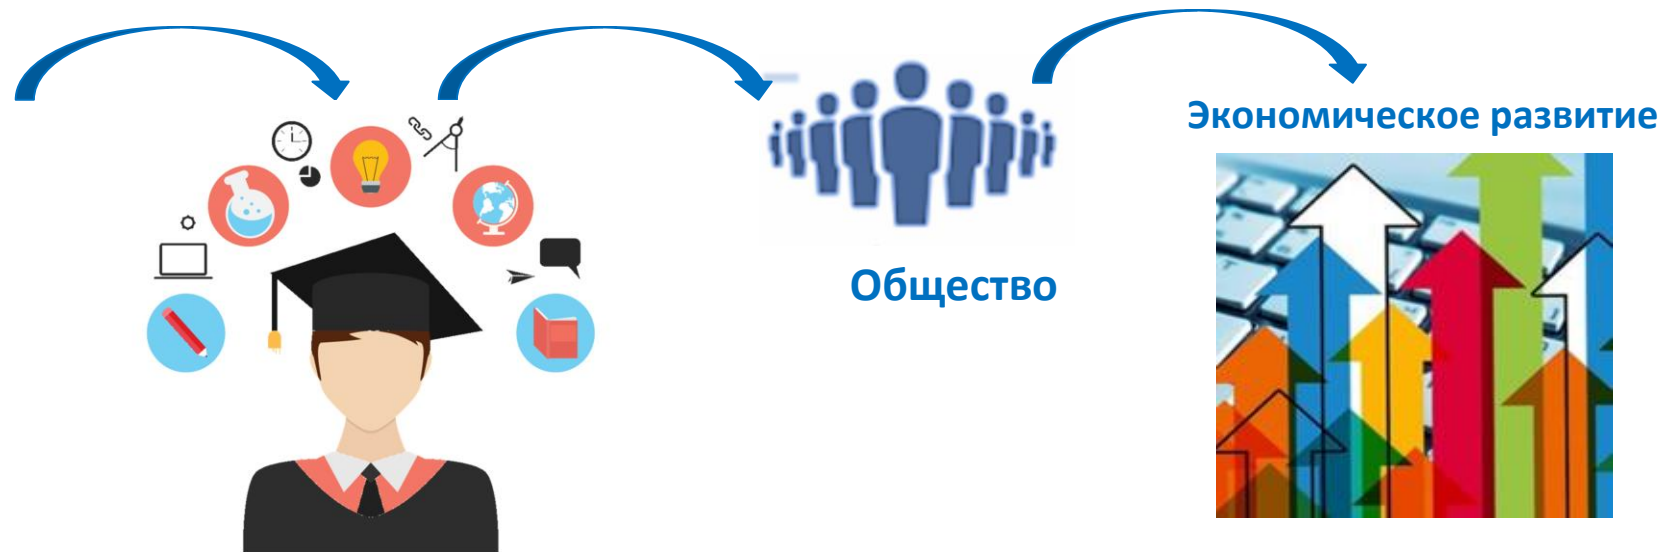 Экономическое развитие
Общество